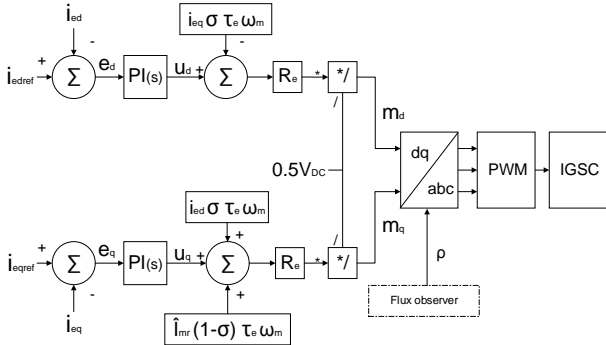 i_ed
i_eq σ τ_e ω_m
-
-
i_edref
+
Σ
e_d
PI(s)
u_d
+
Σ
R_e
*
*/
/
m_d
0.5V_DC
dq
abc
PWM
IGSC
i_ed σ τ_e ω_m
m_q
+
/
i_eqref
+
Σ
e_q
PI(s)
u_q
+
Σ
R_e
*
*/
ρ
-
+
i_eq
Î_mr (1-σ) τ_e ω_m
Flux observer